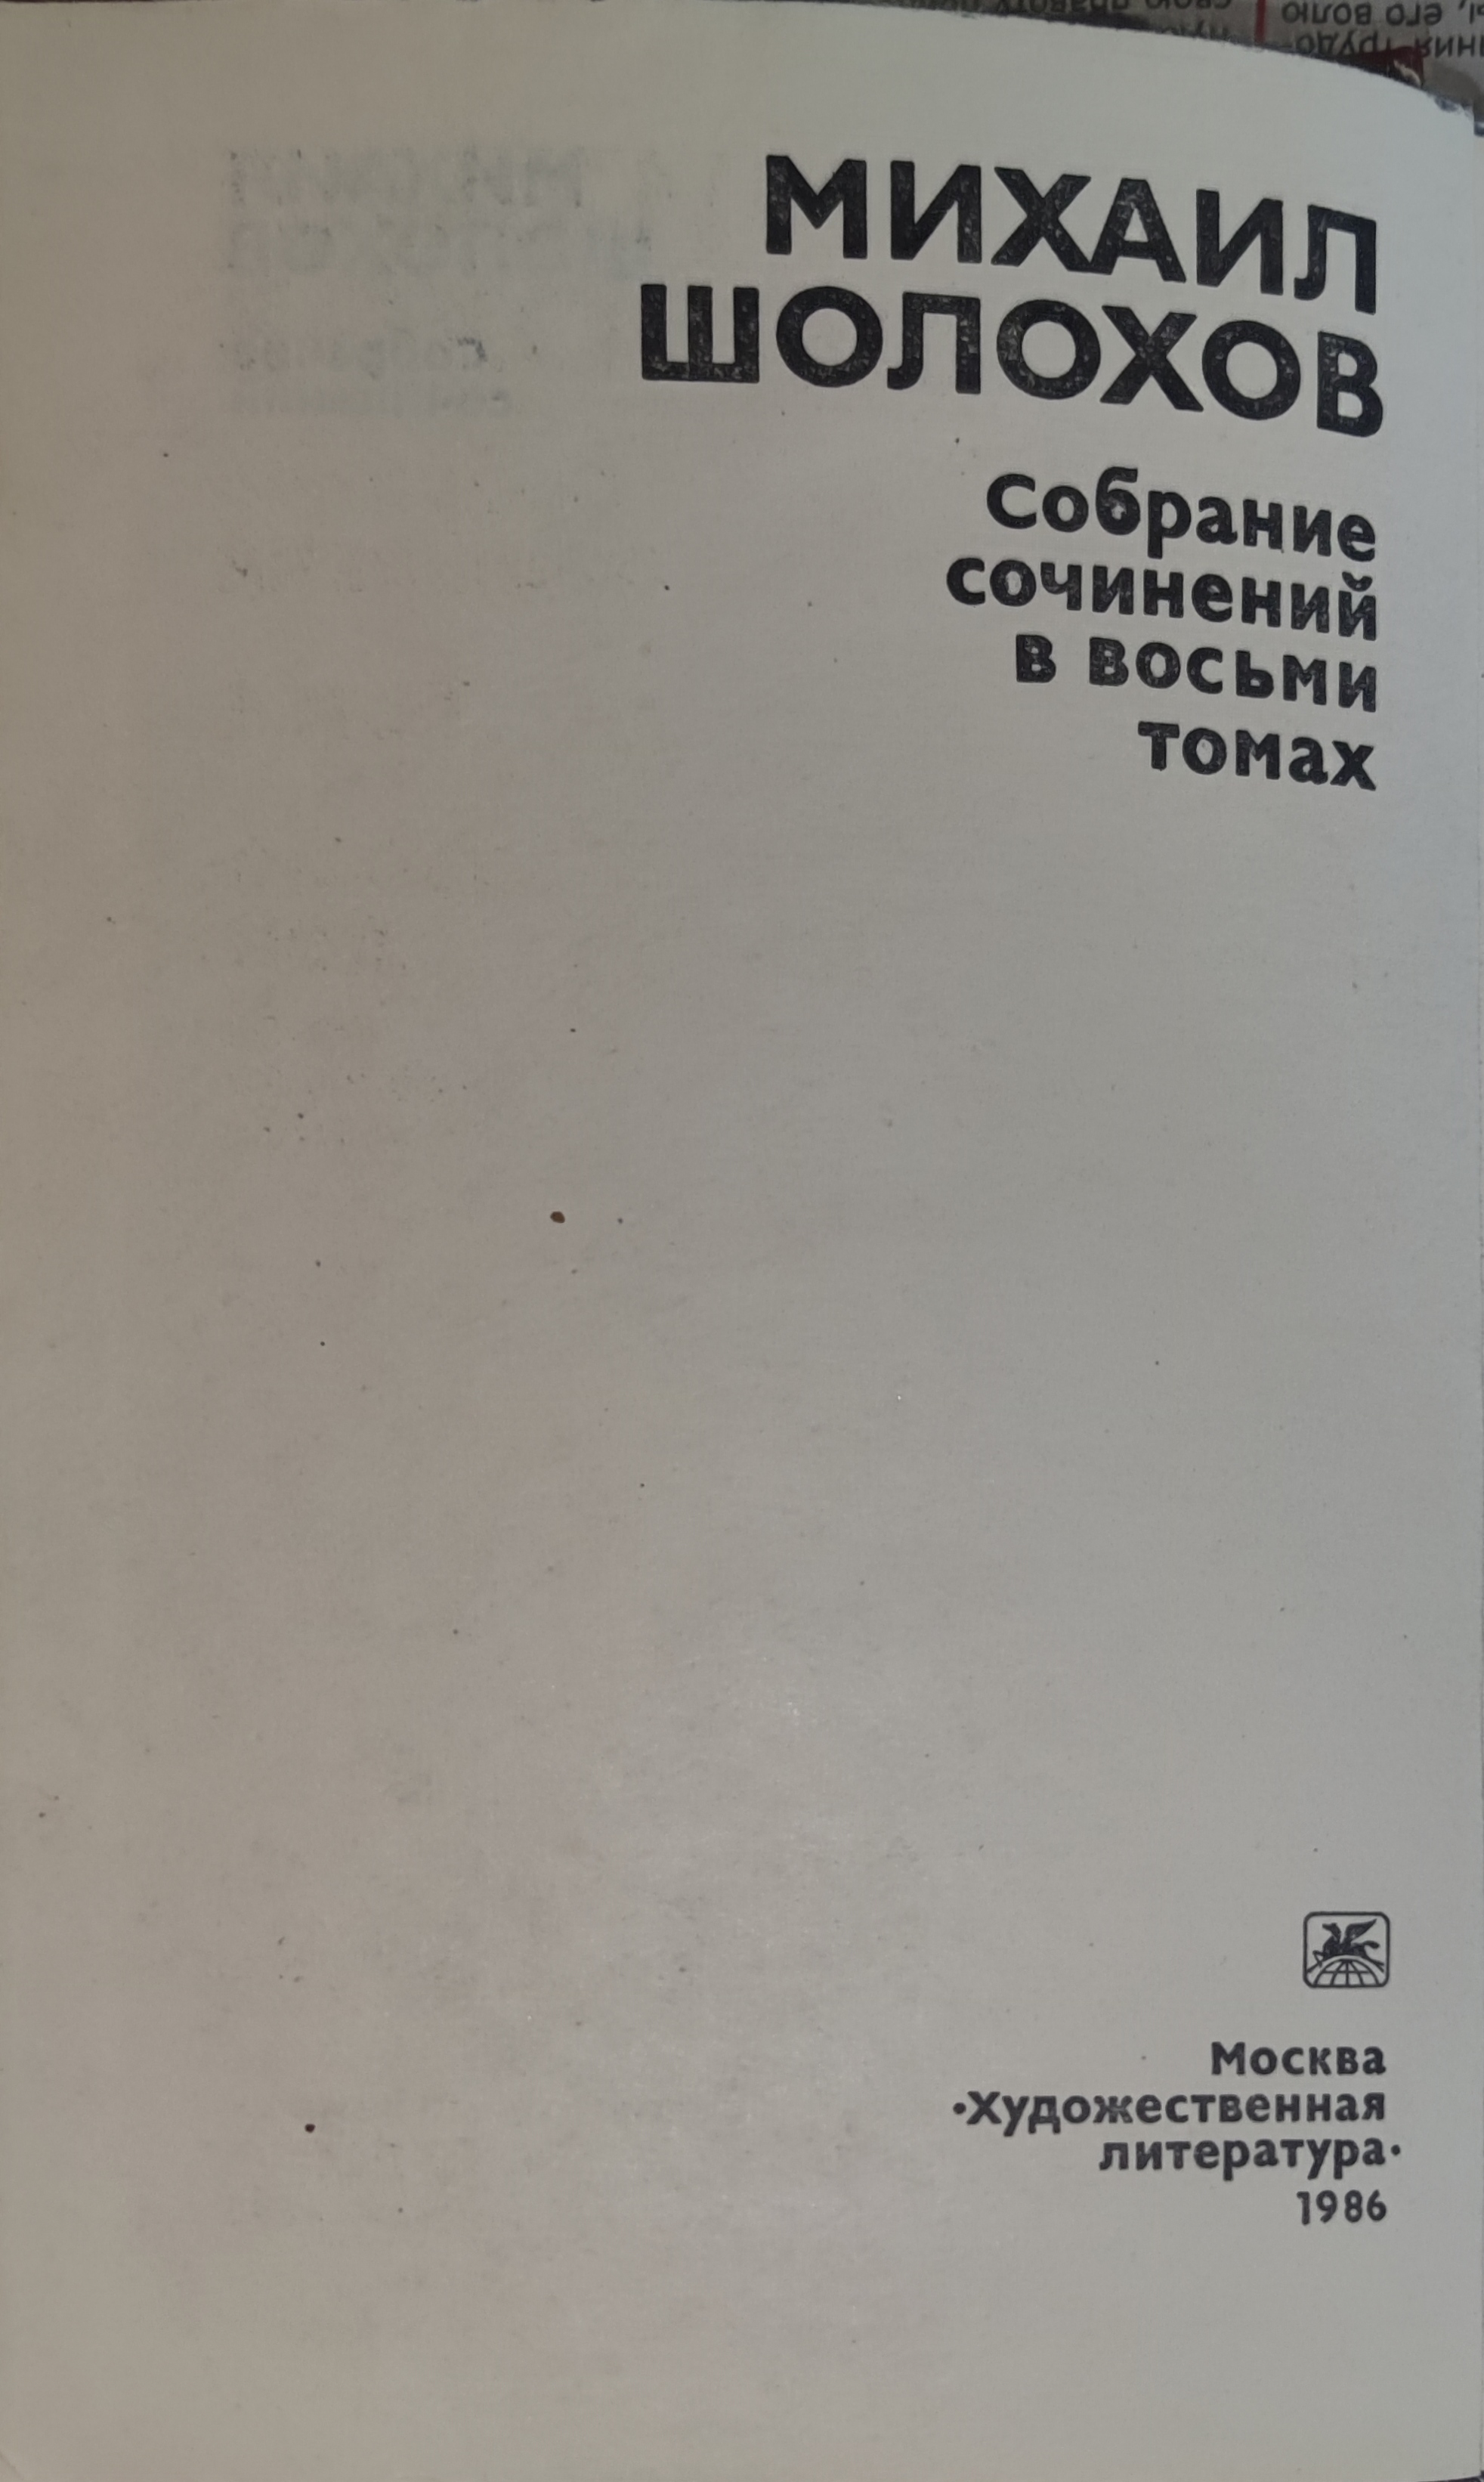 МИХАИЛ
ШОЛОХОВ
Собрание
сочинений
в восьми
томах
Москва
•Художественная
литература•
1986